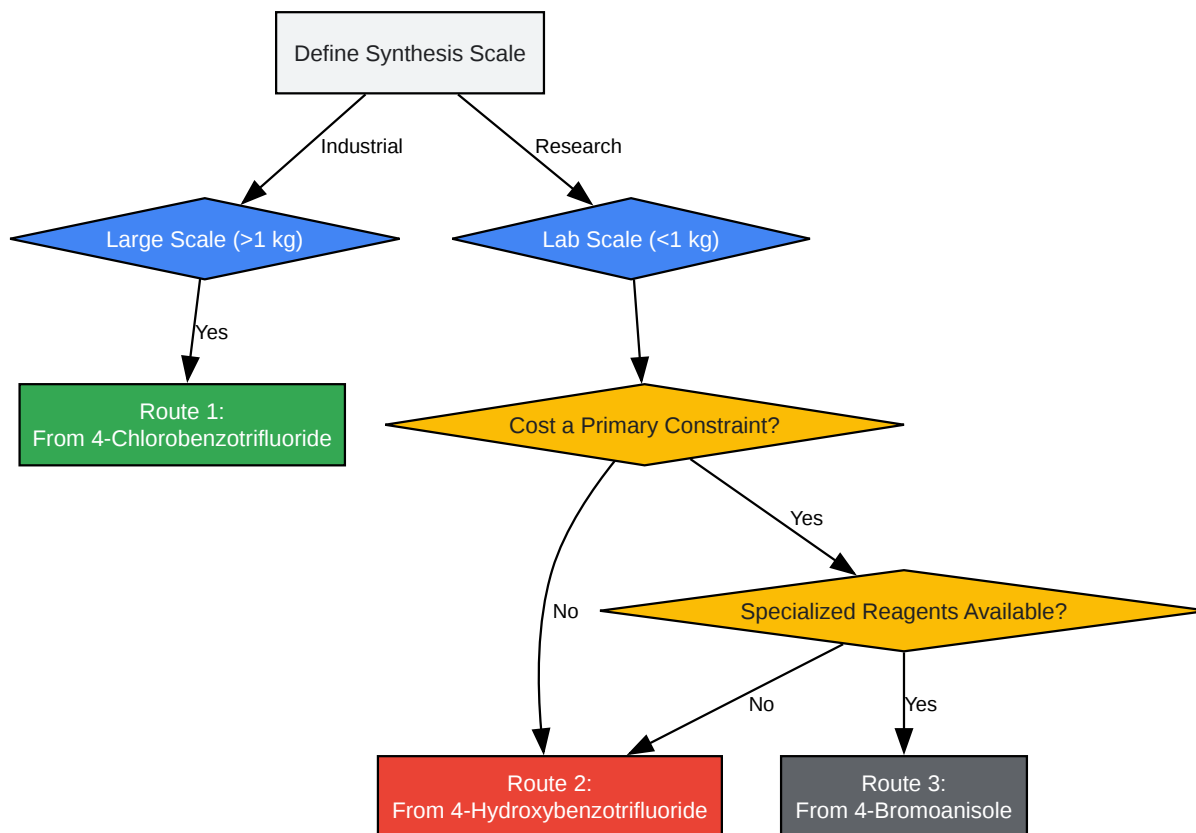 Define Synthesis Scale
Industrial
Research
Large Scale (>1 kg)
Lab Scale (<1 kg)
Yes
Route 1:
From 4-Chlorobenzotrifluoride
Cost a Primary Constraint?
Yes
No
Specialized Reagents Available?
No
Yes
Route 2:
From 4-Hydroxybenzotrifluoride
Route 3:
From 4-Bromoanisole